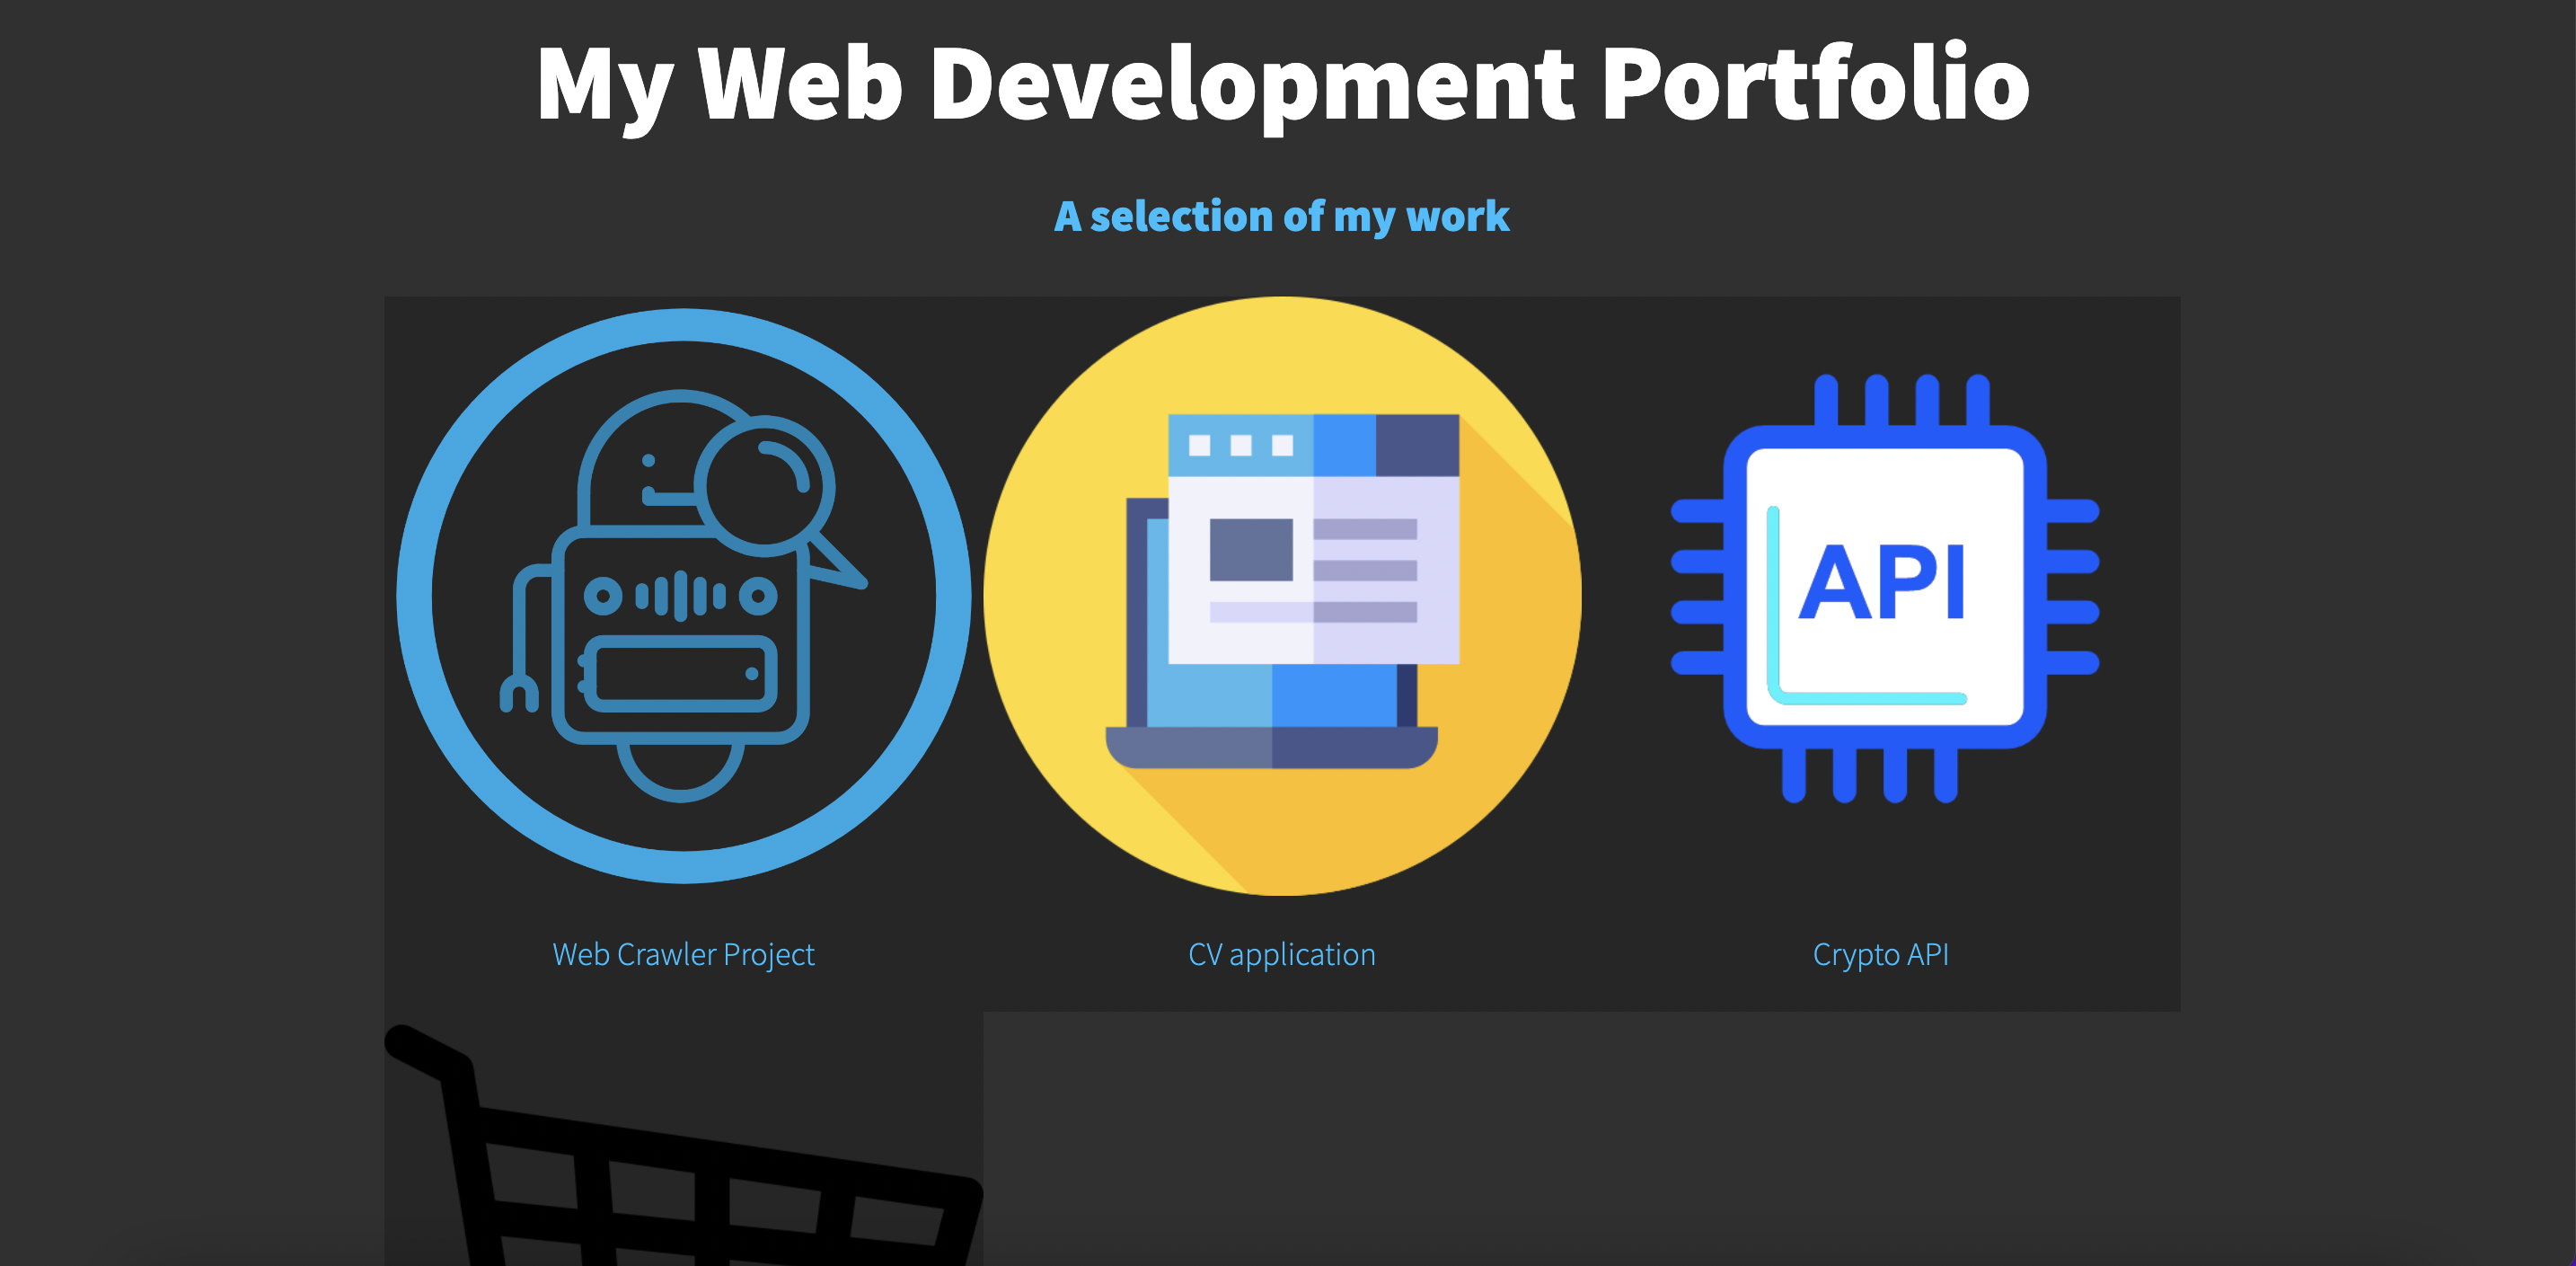 My Web Development Portfolio
A selection of my work
API
Web Crawler Project
CV application
Crypto API